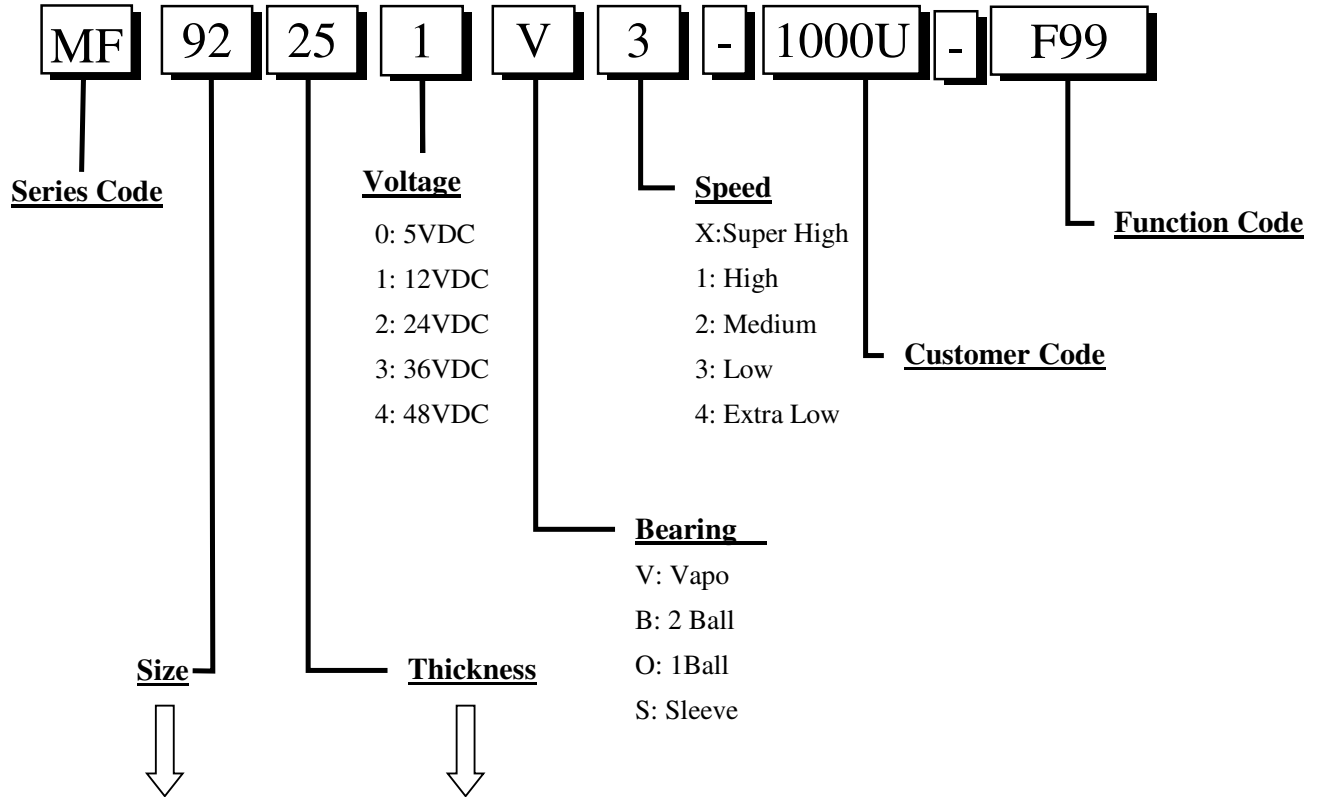 MF 92 25 1 V 3 - 1000U - F99
Series Code
Voltage
0: 5VDC
1: 12VDC
2: 24VDC
3: 36VDC
4: 48VDC
Speed
X:Super High
1: High
2: Medium
3: Low
4: Extra Low
Function Code
Customer Code
Bearing
V: Vapo
B: 2 Ball
O: 1Ball
S: Sleeve
Size
Thickness